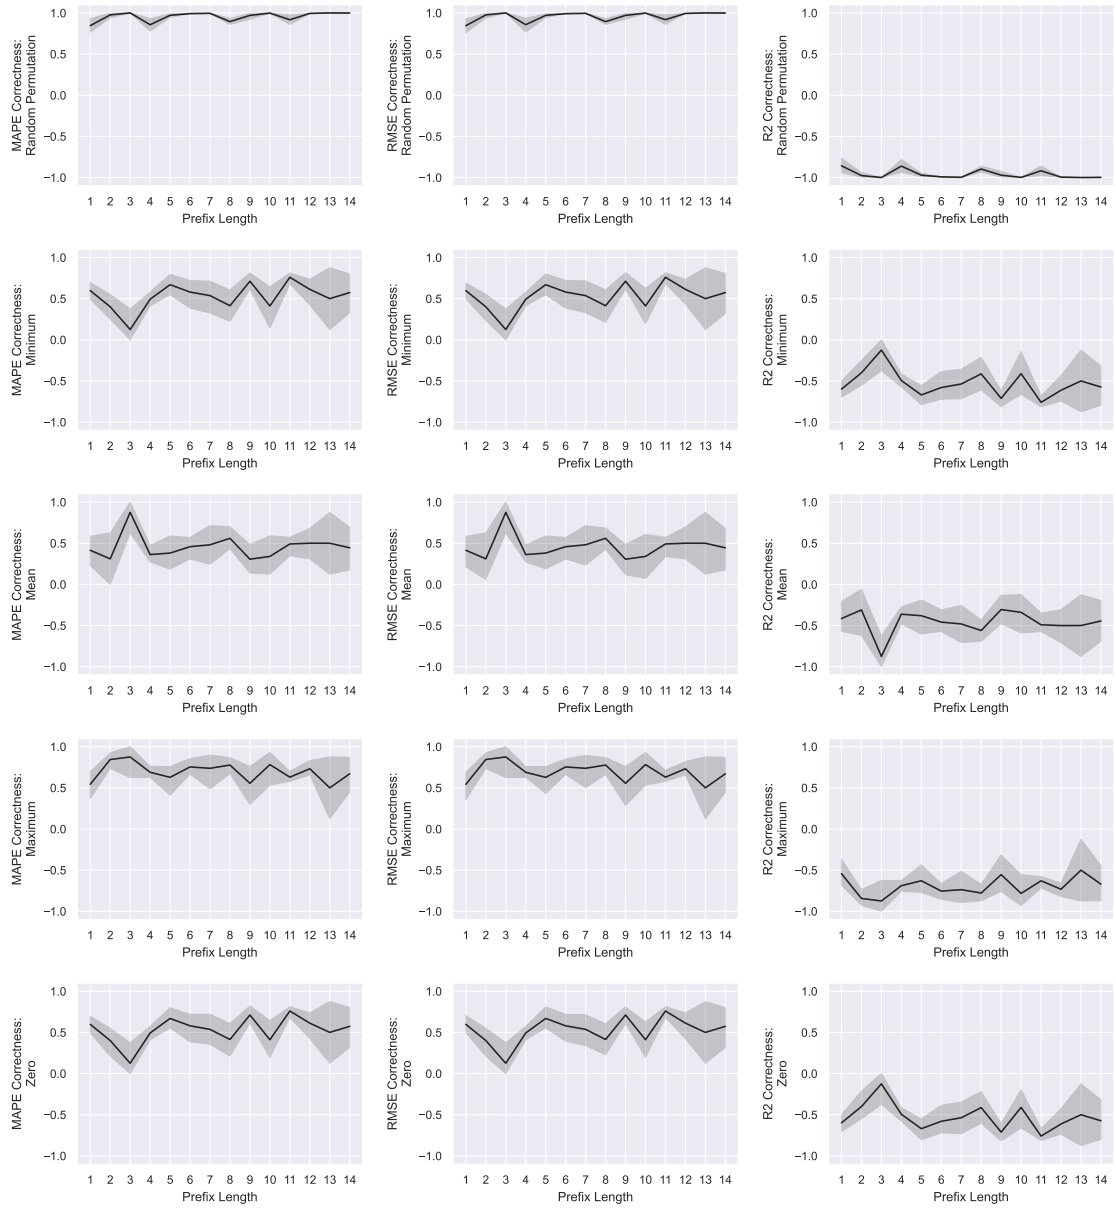 MAPE Correctness:
Random Permutation
1.0
0.5
0.0
−0.5
−1.0
1 2 3 4 5 6 7 8 9 10 11 12 13 14
Prefix Length
RMSE Correctness:
Random Permutation
1.0
0.5
0.0
−0.5
−1.0
1 2 3 4 5 6 7 8 9 10 11 12 13 14
Prefix Length
R2 Correctness:
Random Permutation
1.0
0.5
0.0
−0.5
−1.0
1 2 3 4 5 6 7 8 9 10 11 12 13 14
Prefix Length
MAPE Correctness:
Minimum
1.0
0.5
0.0
−0.5
−1.0
1 2 3 4 5 6 7 8 9 10 11 12 13 14
Prefix Length
RMSE Correctness:
Minimum
1.0
0.5
0.0
−0.5
−1.0
1 2 3 4 5 6 7 8 9 10 11 12 13 14
Prefix Length
R2 Correctness:
Minimum
1.0
0.5
0.0
−0.5
−1.0
1 2 3 4 5 6 7 8 9 10 11 12 13 14
Prefix Length
MAPE Correctness:
Mean
1.0
0.5
0.0
−0.5
−1.0
1 2 3 4 5 6 7 8 9 10 11 12 13 14
Prefix Length
RMSE Correctness:
Mean
1.0
0.5
0.0
−0.5
−1.0
1 2 3 4 5 6 7 8 9 10 11 12 13 14
Prefix Length
R2 Correctness:
Mean
1.0
0.5
0.0
−0.5
−1.0
1 2 3 4 5 6 7 8 9 10 11 12 13 14
Prefix Length
MAPE Correctness:
Maximum
1.0
0.5
0.0
−0.5
−1.0
1 2 3 4 5 6 7 8 9 10 11 12 13 14
Prefix Length
RMSE Correctness:
Maximum
1.0
0.5
0.0
−0.5
−1.0
1 2 3 4 5 6 7 8 9 10 11 12 13 14
Prefix Length
R2 Correctness:
Maximum
1.0
0.5
0.0
−0.5
−1.0
1 2 3 4 5 6 7 8 9 10 11 12 13 14
Prefix Length
MAPE Correctness:
Zero
1.0
0.5
0.0
−0.5
−1.0
1 2 3 4 5 6 7 8 9 10 11 12 13 14
Prefix Length
RMSE Correctness:
Zero
1.0
0.5
0.0
−0.5
−1.0
1 2 3 4 5 6 7 8 9 10 11 12 13 14
Prefix Length
R2 Correctness:
Zero
1.0
0.5
0.0
−0.5
−1.0
1 2 3 4 5 6 7 8 9 10 11 12 13 14
Prefix Length